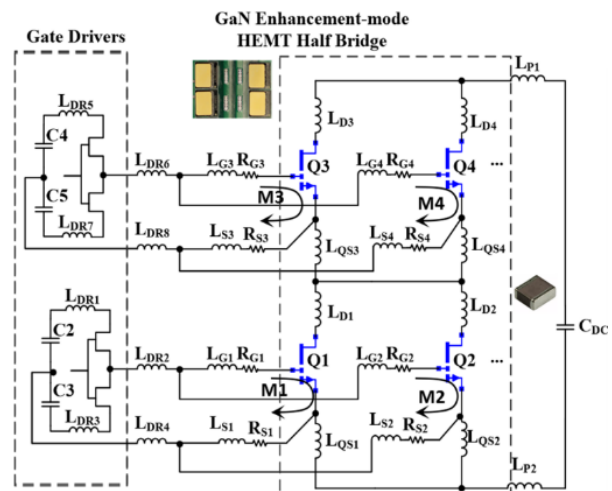 GaN Enhancement-mode
HEMT Half Bridge
Gate Drivers
LP1
LDR5
C4
C5
LDR7
LDR6
LG3 RG3
LD3
Q3
LG4 RG4
LD4
Q4
...
M3
M4
LDR8
LS3
RS3
LQS3
LS4
RS4
LQS4
LDR1
C2
C3
LDR3
LDR2
LG1 RG1
LD1
Q1
LG2 RG2
LD2
Q2
...
CDC
M1
M2
LDR4
LS1
RS1
LQS1
LS2
RS2
LQS2
LP2